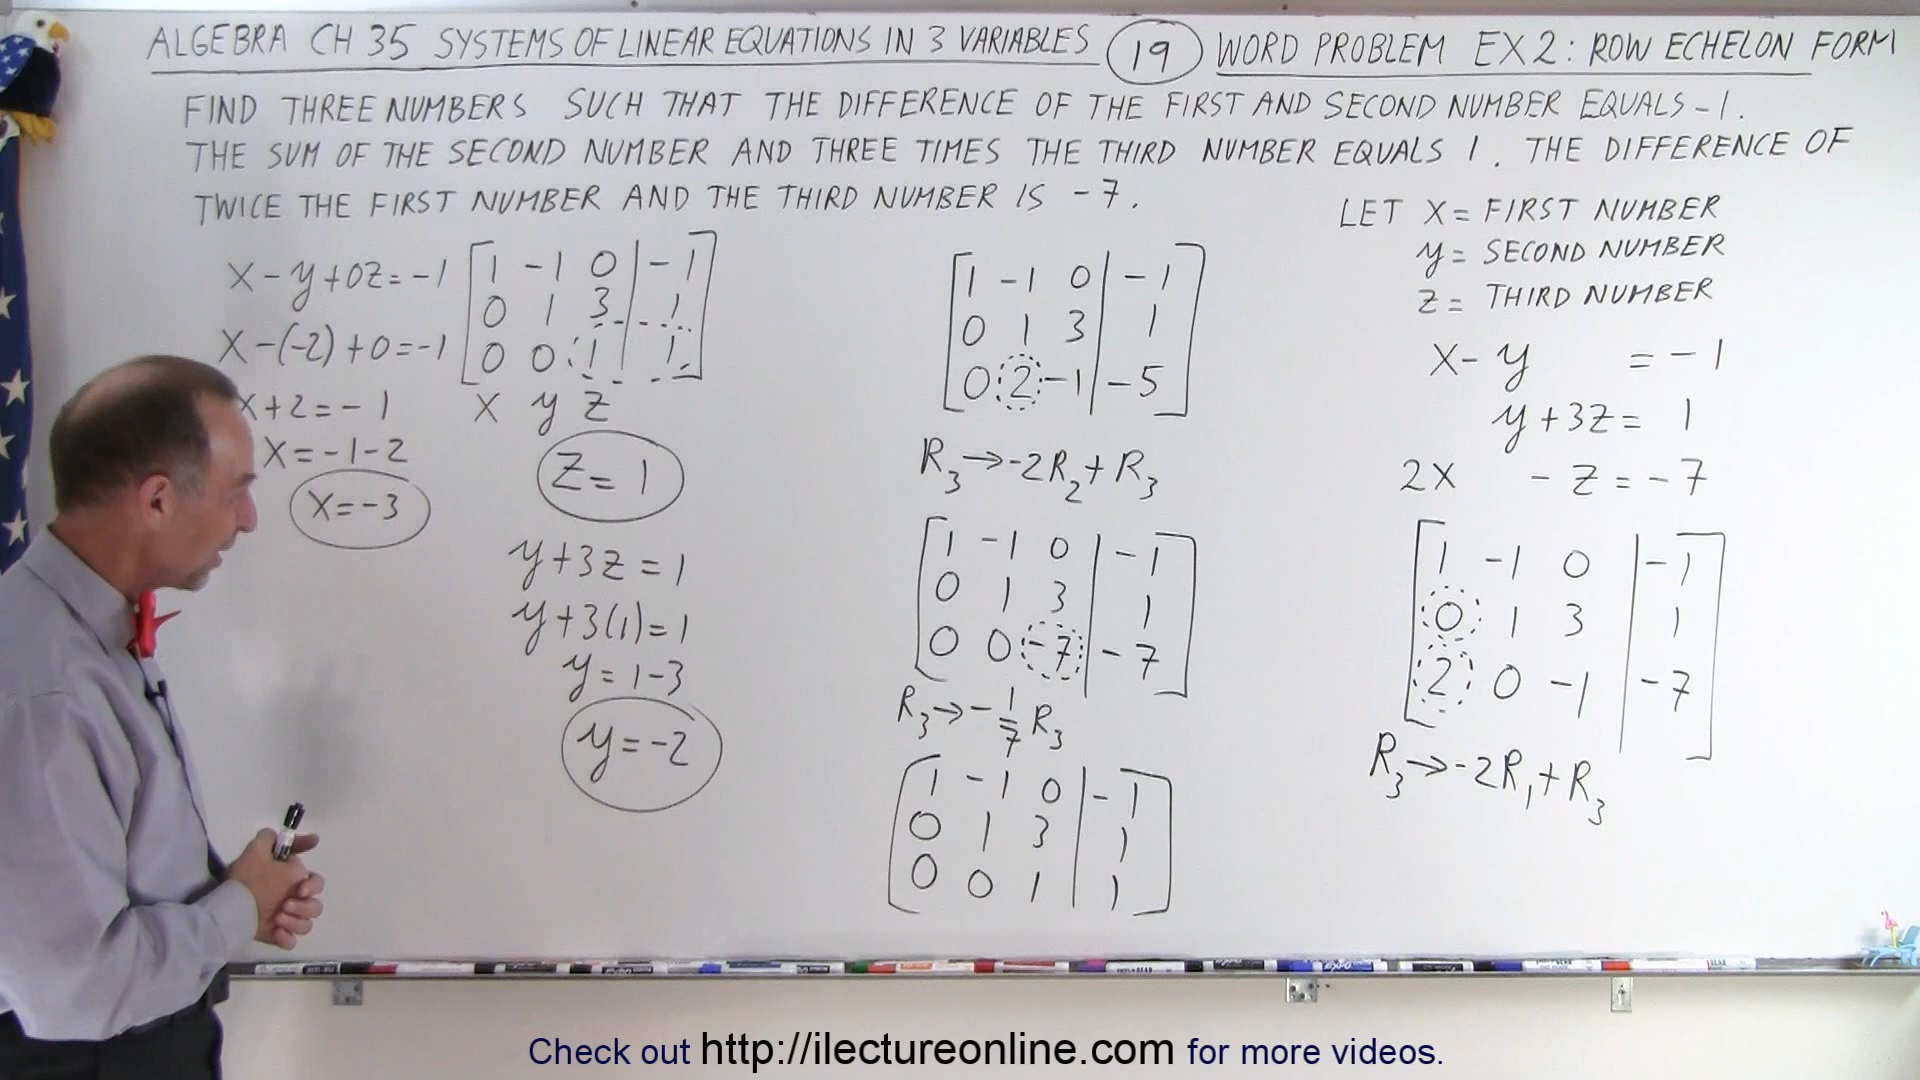 ALGEBRA CH 35 SYSTEMS OF LINEAR EQUATIONS IN 3 VARIABLES 19 WORD PROBLEM EX 2: ROW ECHELON FORM
FIND THREE NUMBERS SUCH THAT THE DIFFERENCE OF THE FIRST AND SECOND NUMBER EQUALS -1.
THE SUM OF THE SECOND NUMBER AND THREE TIMES THE THIRD NUMBER EQUALS 1. THE DIFFERENCE OF
TWICE THE FIRST NUMBER AND THE THIRD NUMBER IS -7.
LET X = FIRST NUMBER
y = SECOND NUMBER
Z = THIRD NUMBER
X - y = -1
y + 3Z = 1
2X - Z = -7
1 -1 0 | -1
0 1 3 | 1
2 0 -1 | -7
R3 → -2R1 + R3
1 -1 0 | -1
0 1 3 | 1
0 2 -1 | -5
R3 → -2R2 + R3
1 -1 0 | -1
0 1 3 | 1
0 0 -7 | -7
R3 → -1/7 R3
1 -1 0 | -1
0 1 3 | 1
0 0 1 | 1
1 -1 0 | -1
0 1 3 | 1
0 0 1 | 1
X y Z
Z = 1
y + 3Z = 1
y + 3(1) = 1
y = 1 - 3
y = -2
X - y + 0Z = -1
X - (-2) + 0 = -1
X + 2 = -1
X = -1 - 2
X = -3
Check out http://ilectureonline.com for more videos.